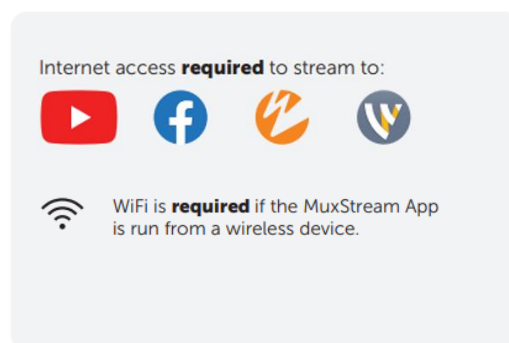 Internet access required to stream to:
WiFi is required if the MuxStream App
is run from a wireless device.